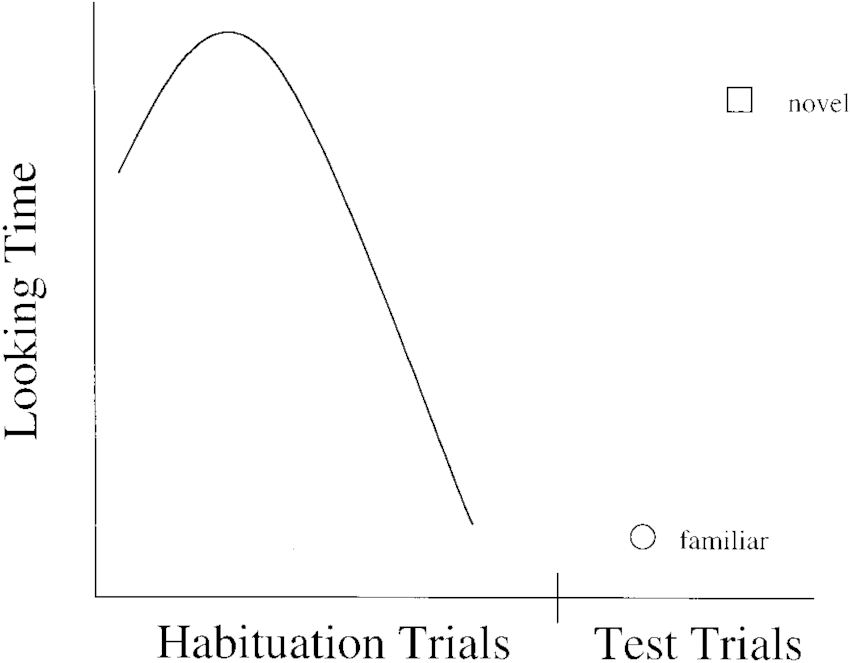 Looking Time
novel
familiar
Habituation Trials
Test Trials